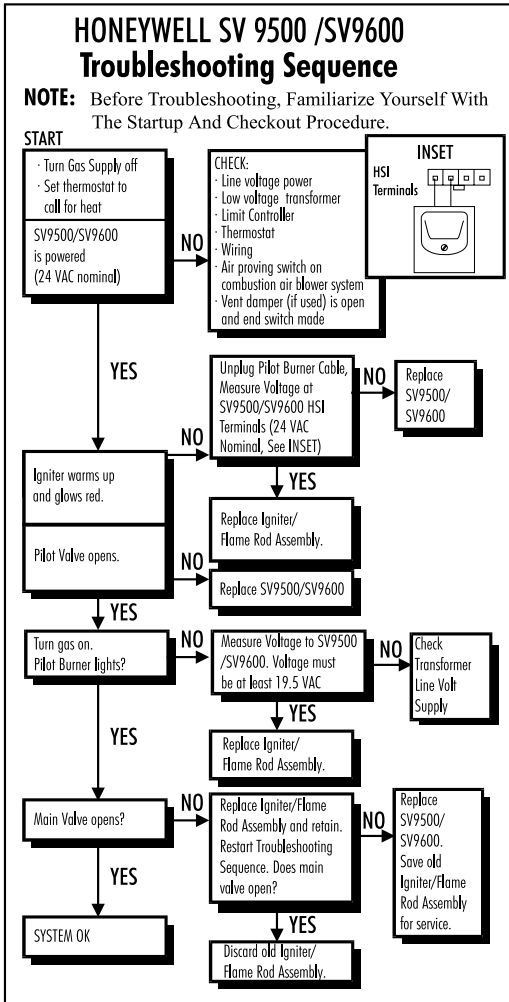 HONEYWELL SV 9500 /SV9600
Troubleshooting Sequence
NOTE: Before Troubleshooting, Familiarize Yourself With
The Startup And Checkout Procedure.
START
· Turn Gas Supply off
· Set thermostat to
call for heat
SV9500/SV9600
is powered
(24 VAC nominal)
NO
CHECK:
· Line voltage power
· Low voltage transformer
· Limit Controller
· Thermostat
· Wiring
· Air proving switch on
combustion air blower system
· Vent damper (if used) is open
and end switch made
INSET
HSI
Terminals
YES
Unplug Pilot Burner Cable,
Measure Voltage at
SV9500/SV9600 HSI
Terminals (24 VAC
Nominal, See INSET)
NO
Replace
SV9500/
SV9600
Igniter warms up
and glows red.
NO
YES
Replace Igniter/
Flame Rod Assembly.
Pilot Valve opens.
NO
Replace SV9500/SV9600
YES
Turn gas on.
Pilot Burner lights?
NO
Measure Voltage to SV9500
/SV9600. Voltage must
be at least 19.5 VAC
NO
Check
Transformer
Line Volt
Supply
YES
YES
Replace Igniter/
Flame Rod Assembly.
Main Valve opens?
NO
Replace Igniter/Flame
Rod Assembly and retain.
Restart Troubleshooting
Sequence. Does main
valve open?
NO
Replace
SV9500/
SV9600.
Save old
Igniter/Flame
Rod Assembly
for service.
YES
YES
SYSTEM OK
Discard old Igniter/
Flame Rod Assembly.